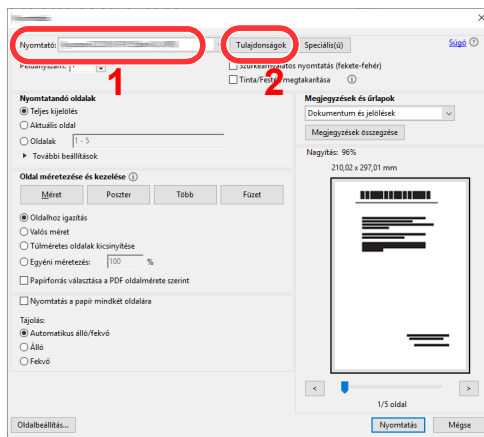 Nyomtató:
Tulajdonságok
Speciális(ú)
Súgó
Példányszám: 1
Szürkeárnyalatos nyomtatás (fekete-fehér)
Tinta/Festék megtakarítása
1
2
Nyomtatandó oldalak
Teljes kijelölés
Aktuális oldal
Oldalak 1 - 5
További beállítások
Oldal méretezése és kezelése
Méret
Poszter
Több
Füzet
Oldalhoz igazítás
Valós méret
Túlméretes oldalak kicsinyítése
Egyéni méretezés: 100 %
Papírforrás választása a PDF oldalmérete szerint
Nyomtatás a papír mindkét oldalára
Tájolás:
Automatikus álló/fekvő
Álló
Fekvő
Megjegyzések és űrlapok
Dokumentum és jelölések
Megjegyzések összegzése
Nagyítás: 96%
210,02 x 297,01 mm
<
>
1/5 oldal
Oldalbeállítás...
Nyomtatás
Mégse